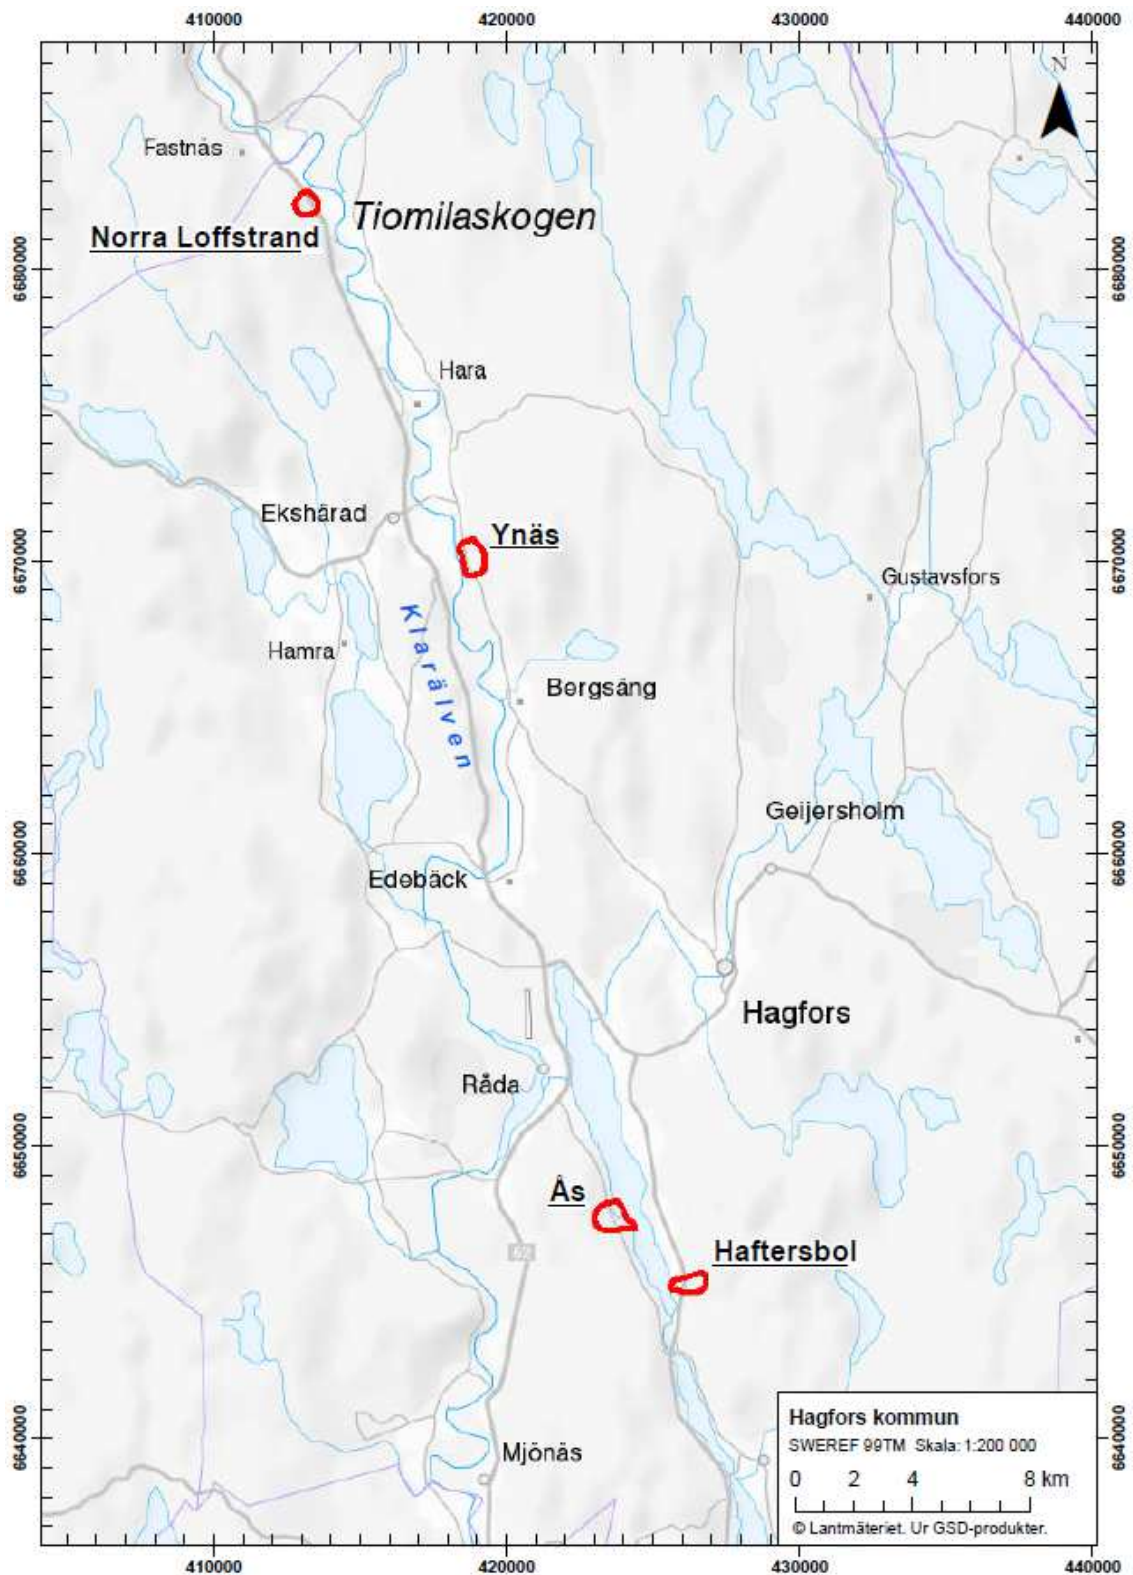 410000
420000
430000
440000
N
Fastnäs
Tiomilaskogen
Norra Loffstrand
6680000
6680000
Hara
Ekshärad
Ynäs
6670000
6670000
Gustavsfors
Klarälven
Hamra
Bergsäng
Geijersholm
6660000
6660000
Edebäck
Hagfors
Råda
6650000
6650000
Ås
62
Haftersbol
Hagfors kommun
SWEREF 99TM Skala: 1:200 000
0 2 4 8 km
© Lantmäteriet. Ur GSD-produkter.
6640000
6640000
Mjönäs
410000
420000
430000
440000